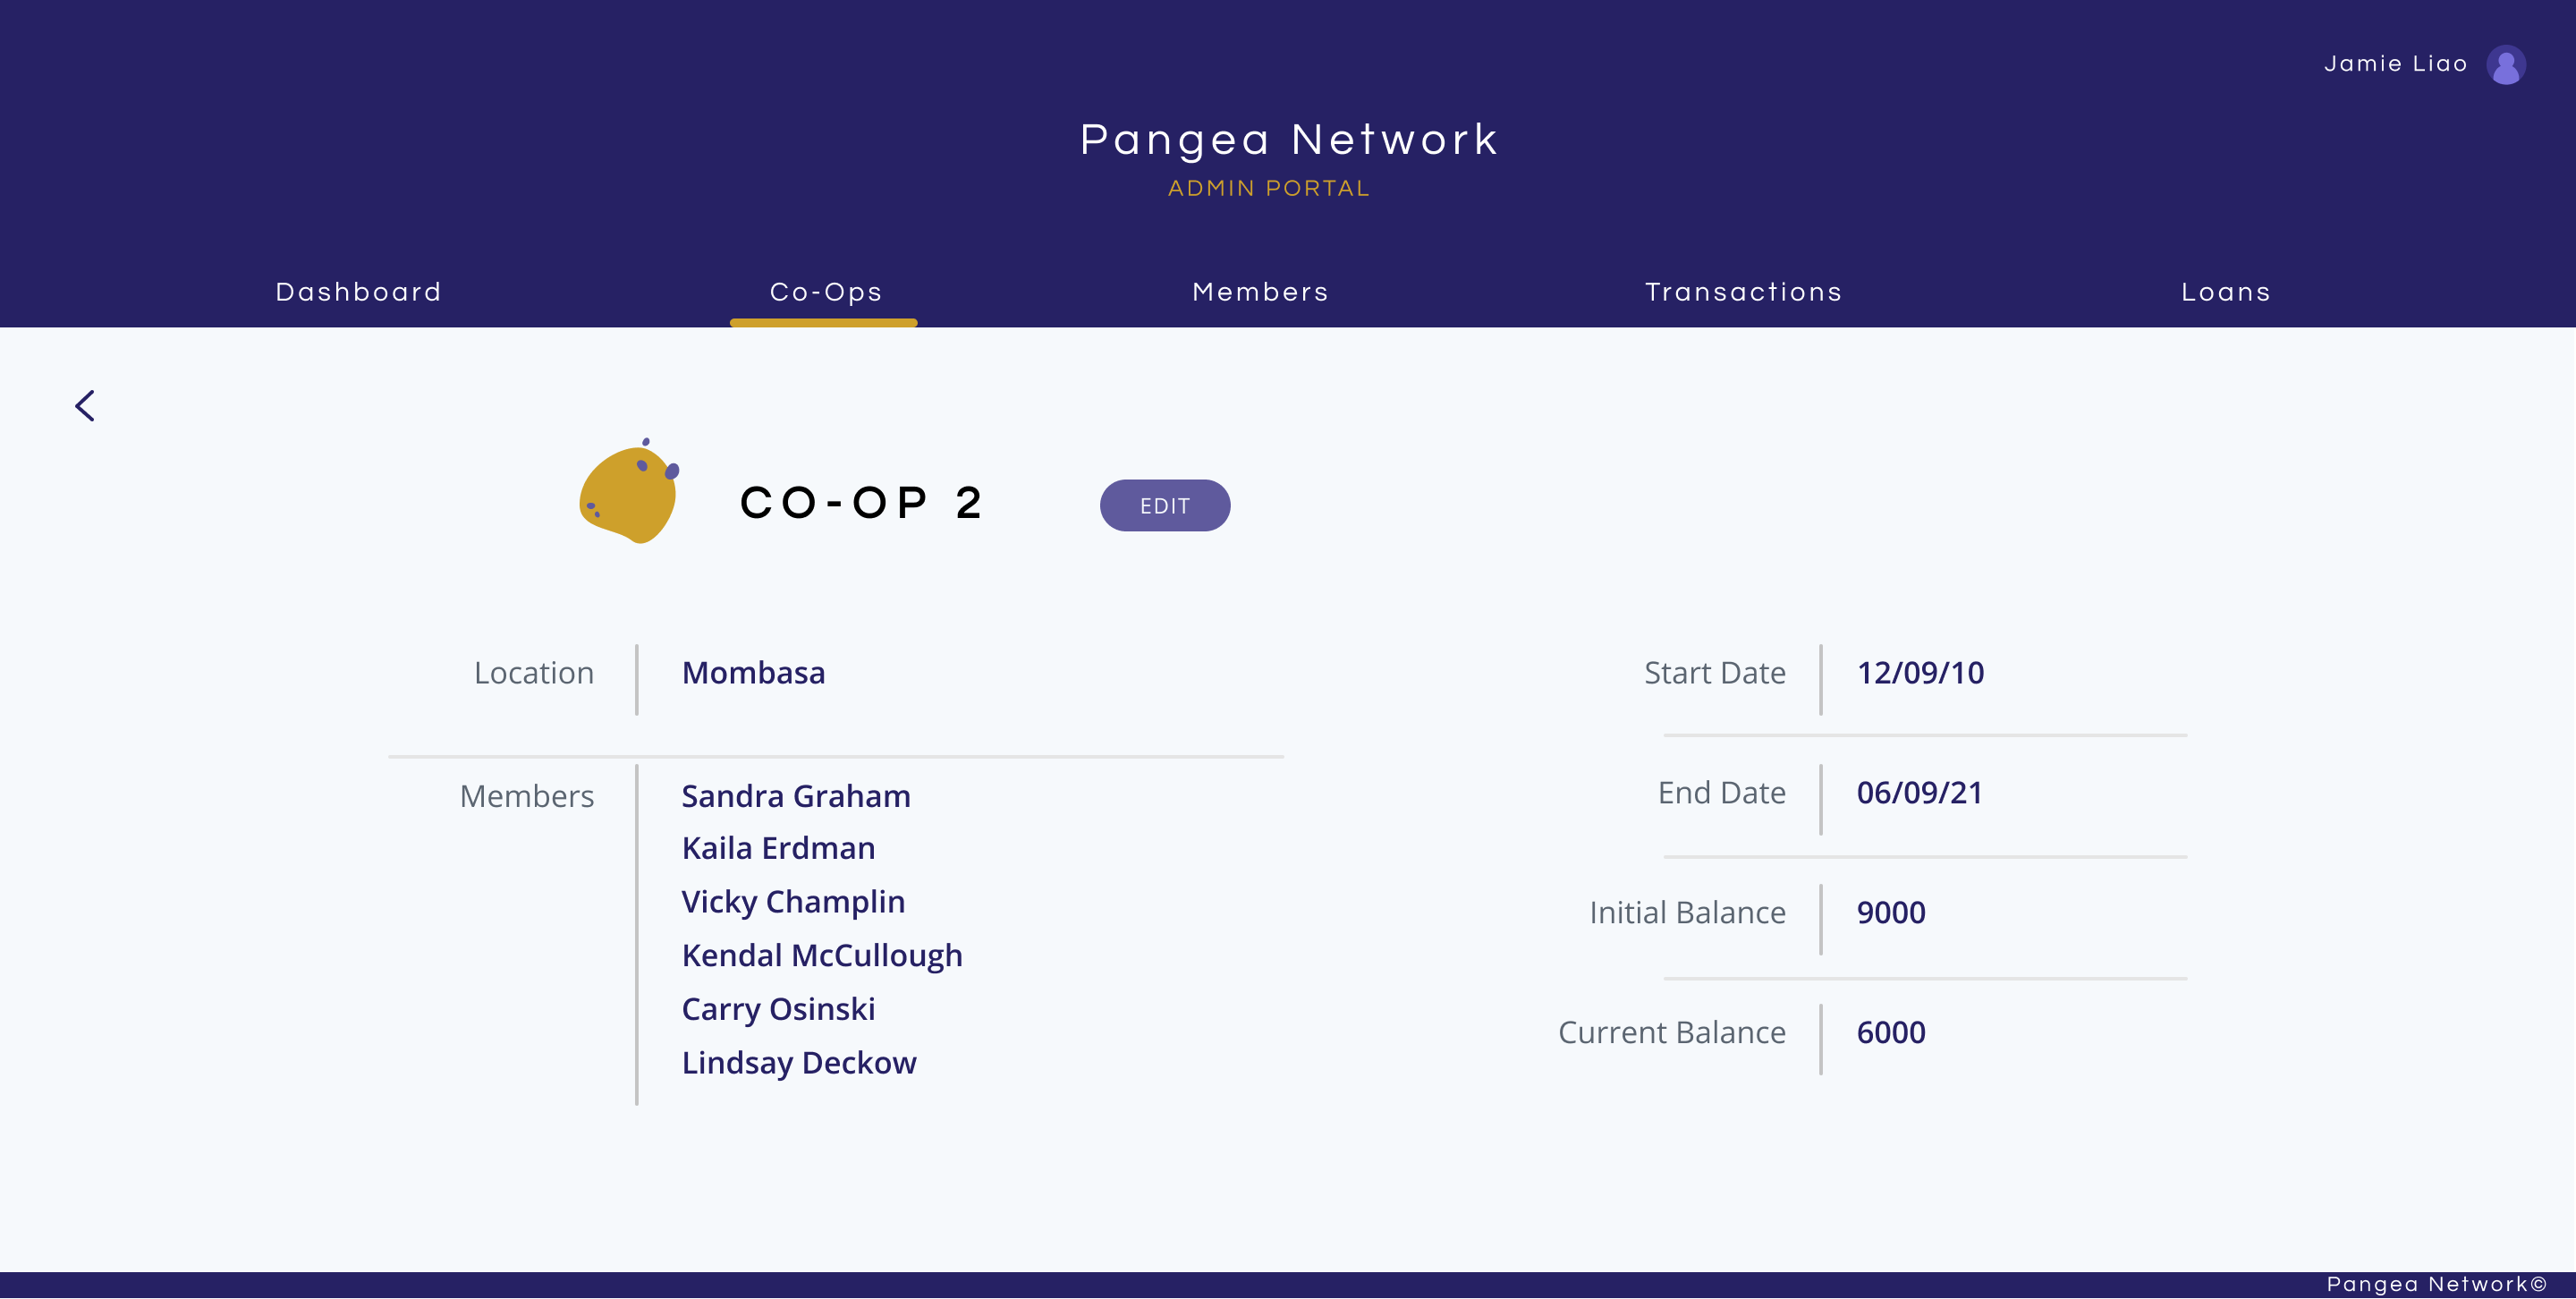 Jamie Liao
Pangea Network
ADMIN PORTAL
Dashboard
Co-Ops
Members
Transactions
Loans
CO-OP 2
EDIT
Location
Mombasa
Members
Sandra Graham
Kaila Erdman
Vicky Champlin
Kendal McCullough
Carry Osinski
Lindsay Deckow
Start Date
12/09/10
End Date
06/09/21
Initial Balance
9000
Current Balance
6000
Pangea Network©